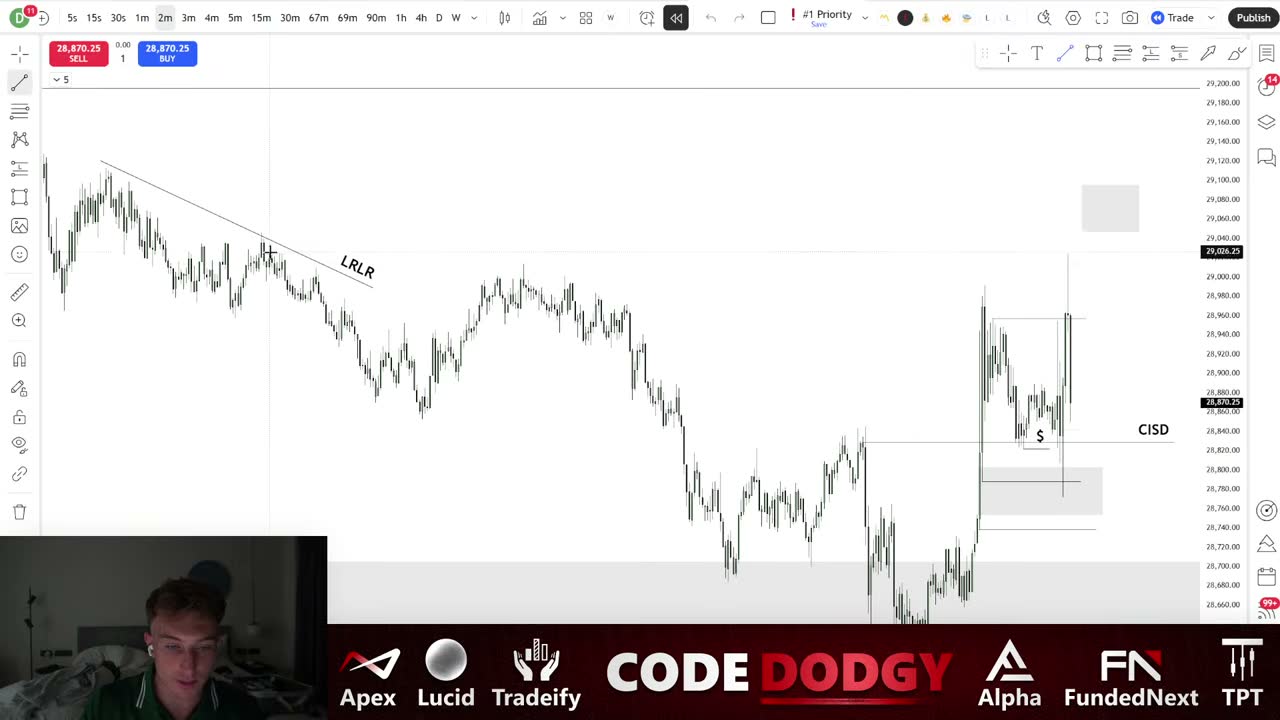 D
11
5s 15s 30s 1m 2m 3m 4m 5m 15m 30m 67m 69m 90m 1h 4h D W
W
#1 Priority
Save
Trade
Publish
28,870.25
SELL
0.00
1
28,870.25
BUY
5
14
99+
29,200.00
29,180.00
29,160.00
29,140.00
29,120.00
29,100.00
29,080.00
29,060.00
29,040.00
29,026.25
29,000.00
28,980.00
28,960.00
28,940.00
28,920.00
28,900.00
28,880.00
28,870.25
28,860.00
28,840.00
28,820.00
28,800.00
28,780.00
28,760.00
28,740.00
28,720.00
28,700.00
28,680.00
28,660.00
LRLR
CISD
$
Apex
Lucid
Tradeify
CODE DODGY
Alpha
FN
FundedNext
TPT